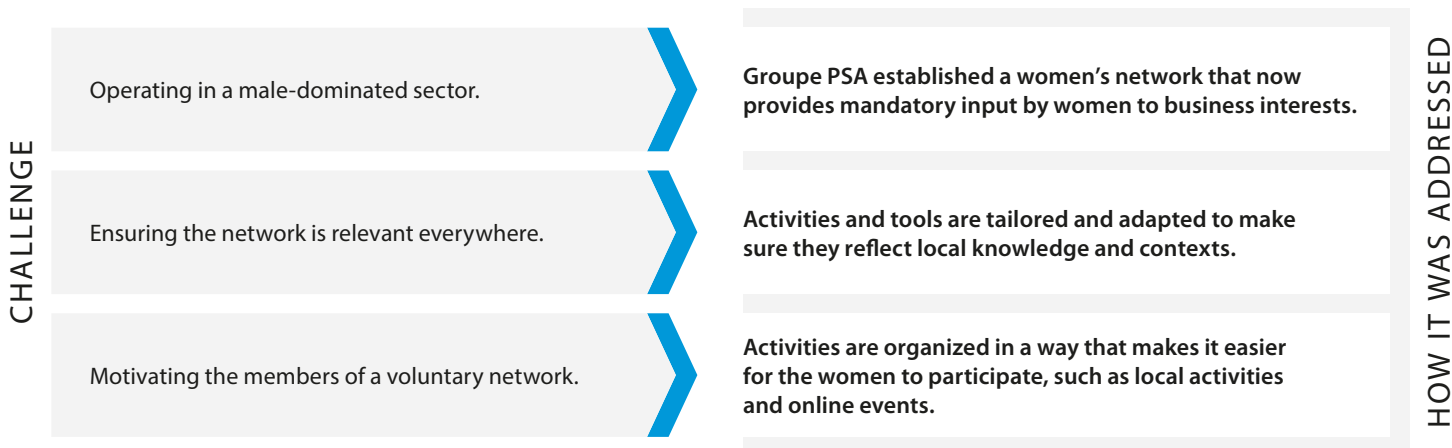 CHALLENGE
Operating in a male-dominated sector.
Groupe PSA established a women’s network that now
provides mandatory input by women to business interests.
Ensuring the network is relevant everywhere.
Activities and tools are tailored and adapted to make
sure they reflect local knowledge and contexts.
Motivating the members of a voluntary network.
Activities are organized in a way that makes it easier
for the women to participate, such as local activities
and online events.
HOW IT WAS ADDRESSED